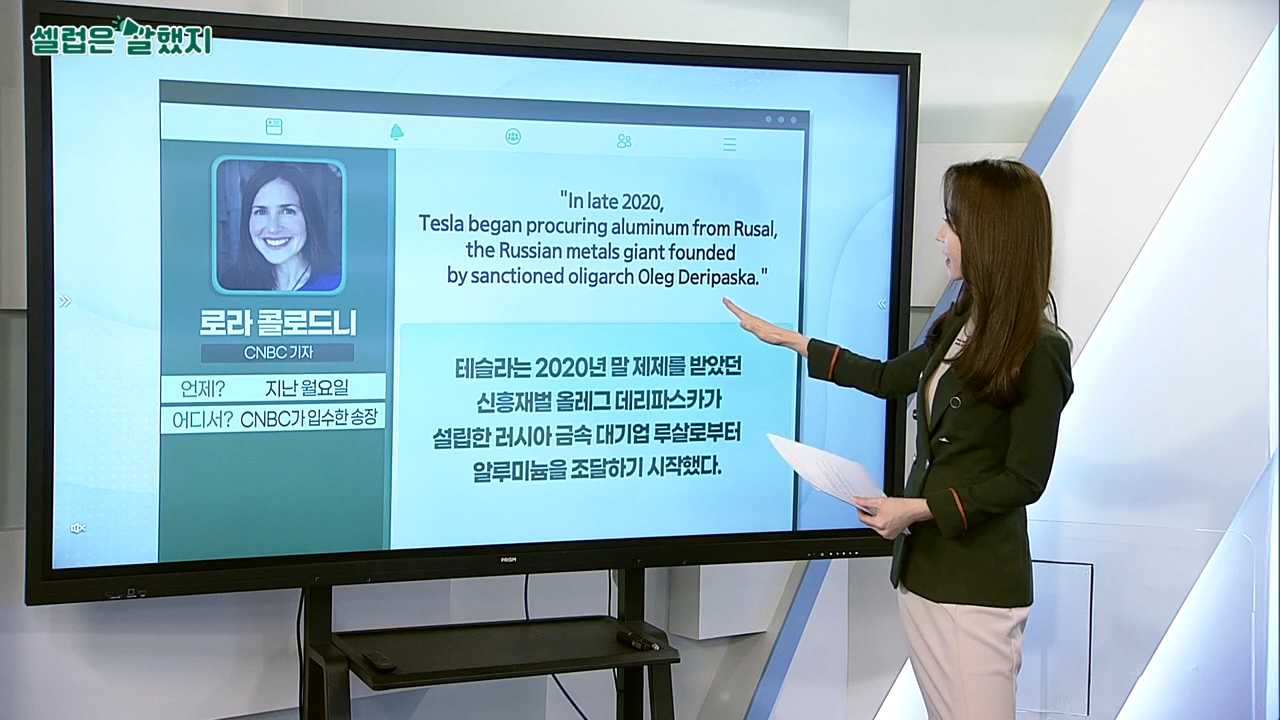 셀럽은 말했지
"In late 2020,
Tesla began procuring aluminum from Rusal,
the Russian metals giant founded
by sanctioned oligarch Oleg Deripaska."
로라 콜로드니
CNBC 기자
언제? 지난 월요일
어디서? CNBC가 입수한 송장
테슬라는 2020년 말 제제를 받았던
신흥재벌 올레그 데리파스카가
설립한 러시아 금속 대기업 루살로부터
알루미늄을 조달하기 시작했다.
PRISM